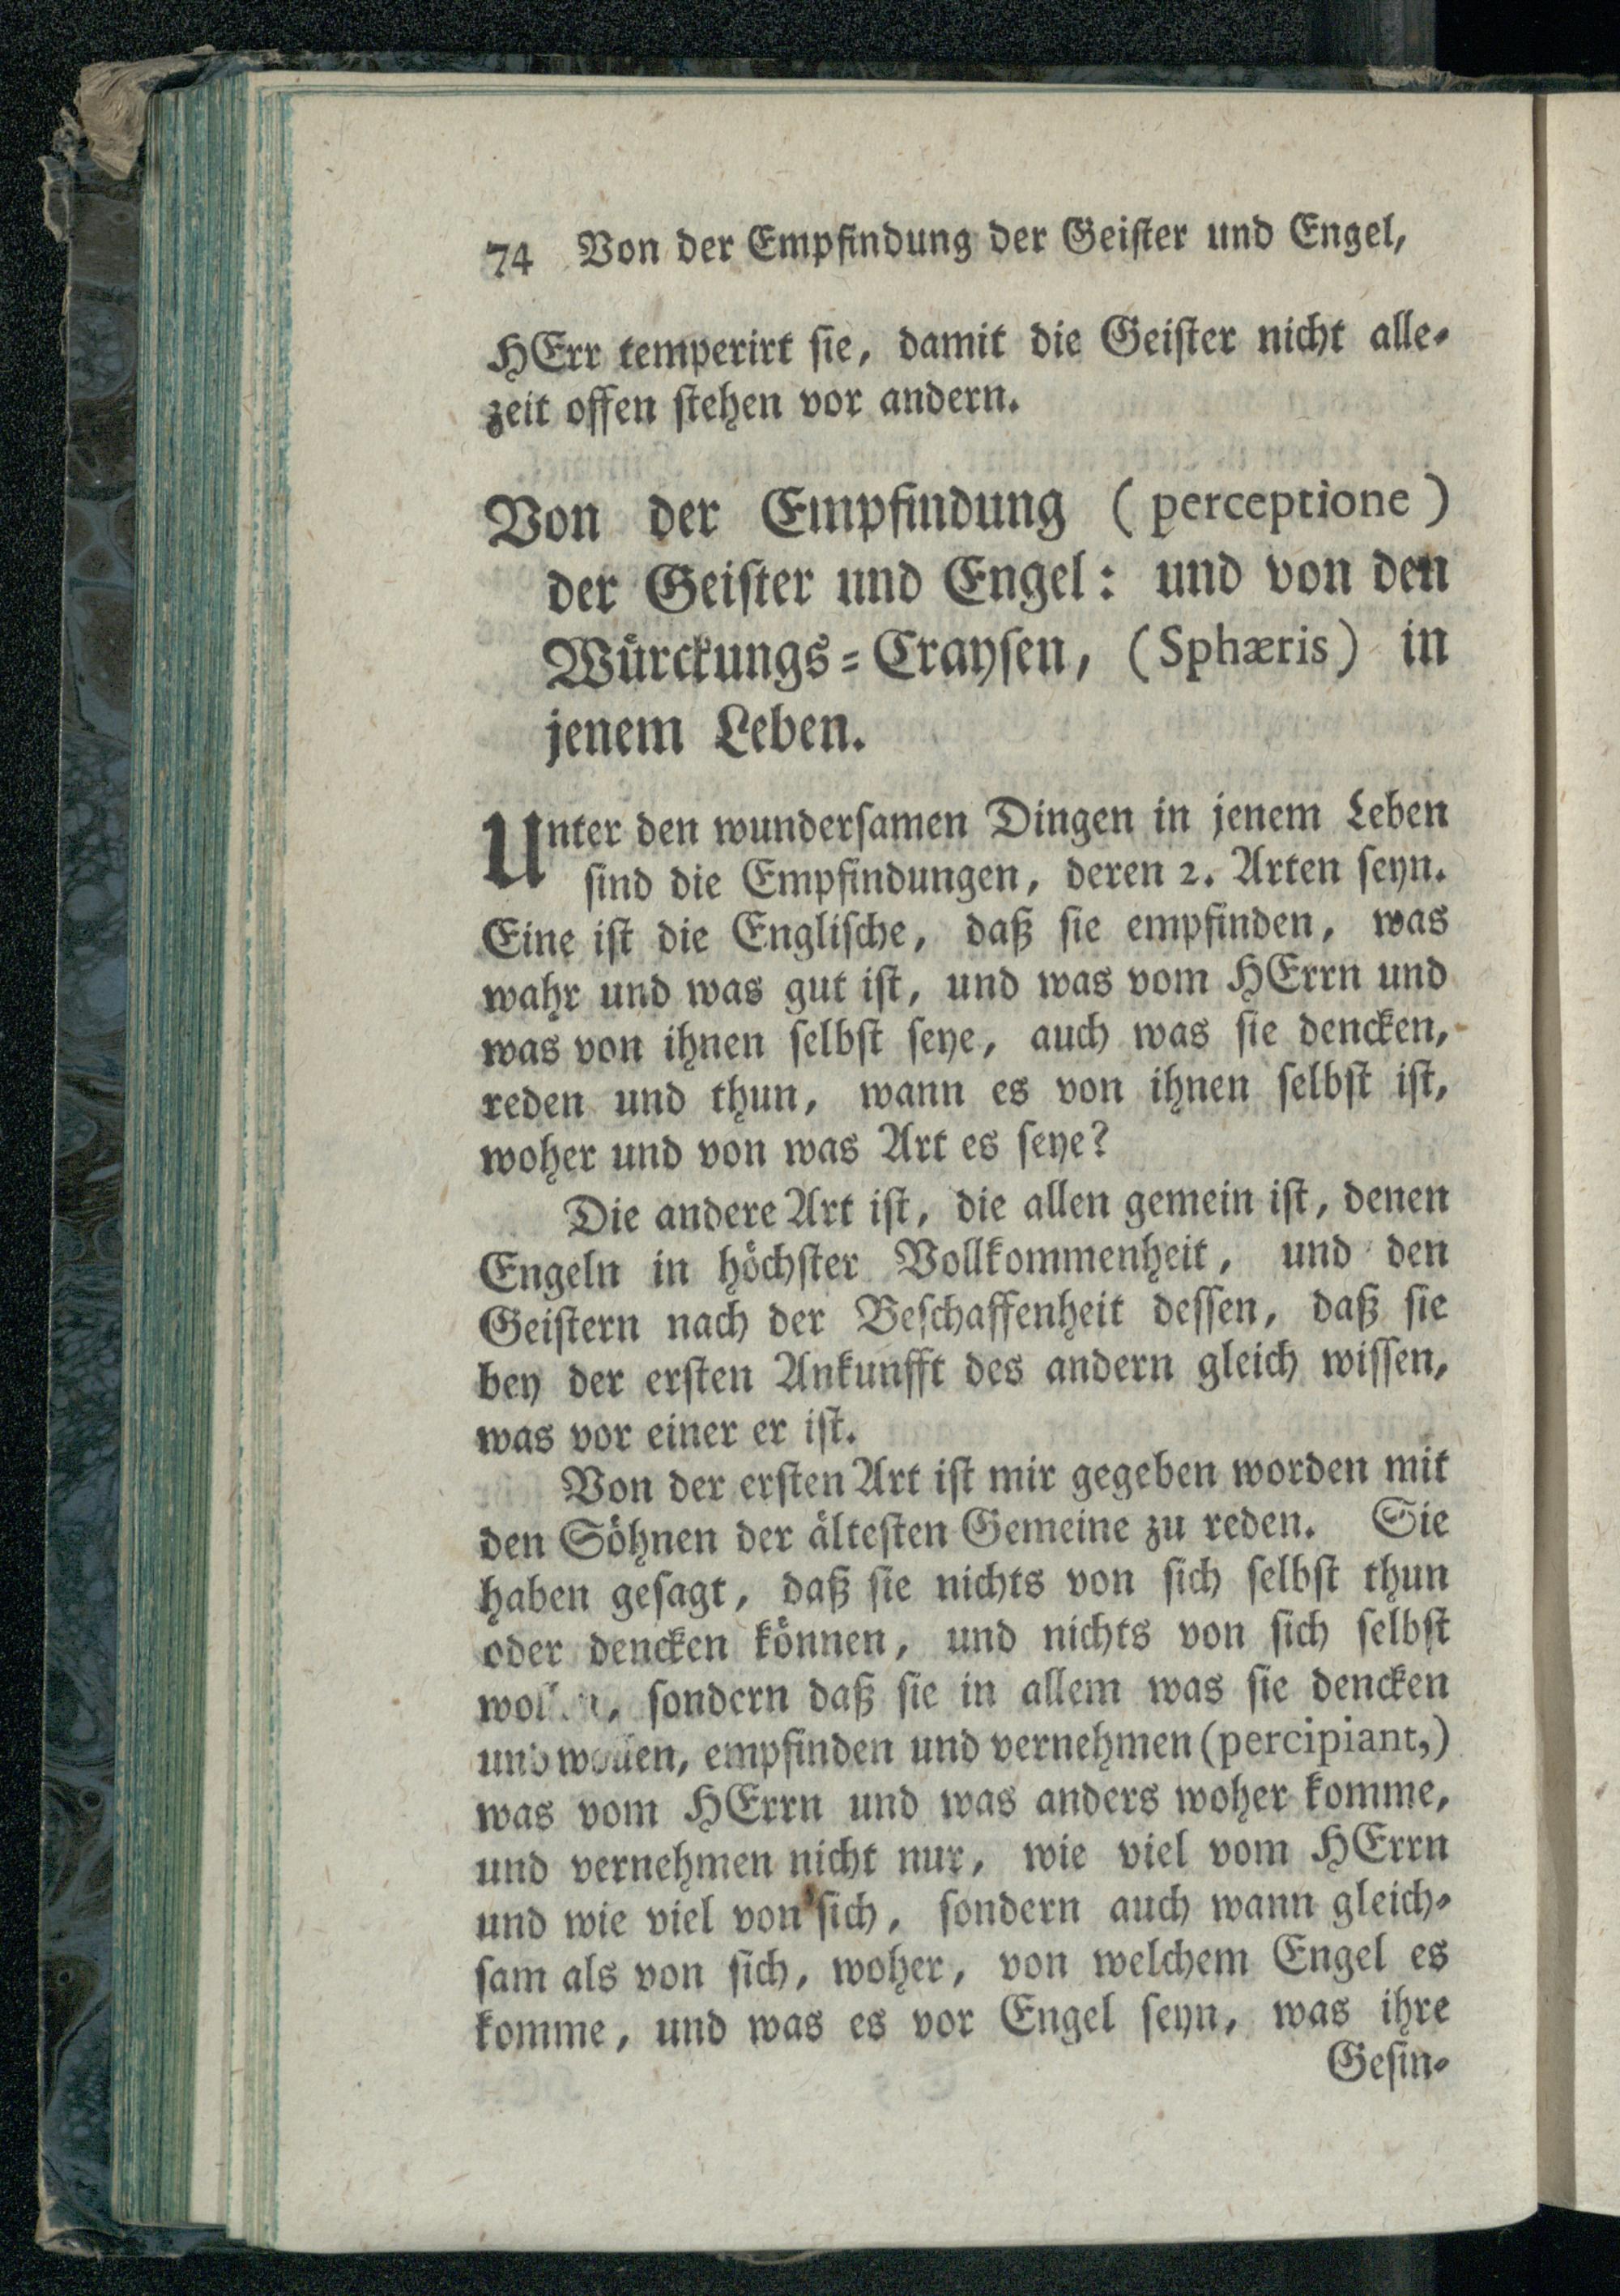 74 Von der Empfindung der Geister und Engel,
HErr temperirt sie, damit die Geister nicht alle-
zeit offen stehen vor andern.
Von der Empfindung (perceptione)
der Geister und Engel: und von den
Würckungs-Craysen, (Sphæris) in
jenem Leben.
Unter den wundersamen Dingen in jenem Leben
sind die Empfindungen, deren 2. Arten seyn.
Eine ist die Englische, daß sie empfinden, was
wahr und was gut ist, und was vom HErrn und
was von ihnen selbst seye, auch was sie dencken,
reden und thun, wann es von ihnen selbst ist,
woher und von was Art es seye?
Die andere Art ist, die allen gemein ist, denen
Engeln in höchster Vollkommenheit, und den
Geistern nach der Beschaffenheit dessen, daß sie
bey der ersten Ankunfft des andern gleich wissen,
was vor einer er ist.
Von der ersten Art ist mir gegeben worden mit
den Söhnen der ältesten Gemeine zu reden. Sie
haben gesagt, daß sie nichts von sich selbst thun
oder dencken können, und nichts von sich selbst
wollen, sondern daß sie in allem was sie dencken
und wollen, empfinden und vernehmen (percipiant,)
was vom HErrn und was anders woher komme,
und vernehmen nicht nur, wie viel vom HErrn
und wie viel von sich, sondern auch wann gleich-
sam als von sich, woher, von welchem Engel es
komme, und was es vor Engel seyn, was ihre
Gesin-